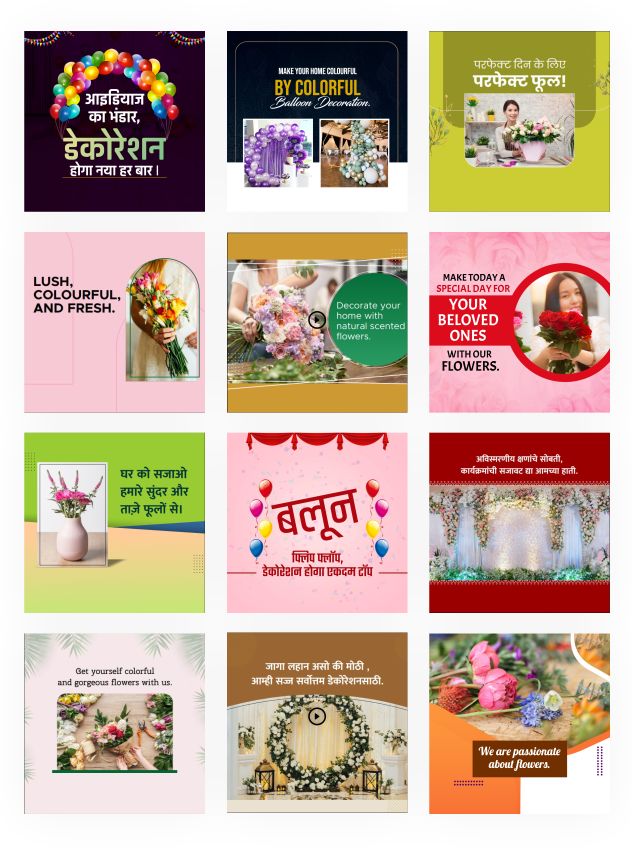 आइडियाज
का भंडार,
डेकोरेशन
होगा नया हर बार।
MAKE YOUR HOME COLOURFUL
BY COLORFUL
Balloon Decoration.
परफेक्ट दिन के लिए
परफेक्ट फूल!
LUSH,
COLOURFUL,
AND FRESH.
Decorate your
home with
natural scented
flowers.
MAKE TODAY A
SPECIAL DAY FOR
YOUR
BELOVED
ONES
WITH OUR
FLOWERS.
घर को सजाओ
हमारे सुंदर और
ताज़े फूलों से।
बलून
फ्लिप फ्लॉप,
डेकोरेशन होगा एकदम टॉप
अविस्मरणीय क्षणांचे सोबती,
कार्यक्रमांची सजावट द्या आमच्या हाती.
Get yourself colorful
and gorgeous flowers with us.
जागा लहान असो की मोठी ,
आम्ही सज्ज सर्वोत्तम डेकोरेशनसाठी.
We are passionate
about flowers.